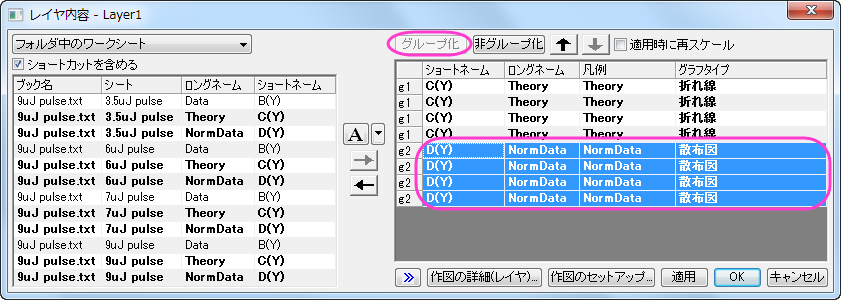 レイヤ内容 - Layer1
フォルダ中のワークシート
ショートカットを含める
ブック名 シート ロングネーム ショートネーム
9uJ pulse.txt 3.5uJ pulse Data B(Y)
9uJ pulse.txt 3.5uJ pulse Theory C(Y)
9uJ pulse.txt 3.5uJ pulse NormData D(Y)
9uJ pulse.txt 6uJ pulse Data B(Y)
9uJ pulse.txt 6uJ pulse Theory C(Y)
9uJ pulse.txt 6uJ pulse NormData D(Y)
9uJ pulse.txt 7uJ pulse Data B(Y)
9uJ pulse.txt 7uJ pulse Theory C(Y)
9uJ pulse.txt 7uJ pulse NormData D(Y)
9uJ pulse.txt 9uJ pulse Data B(Y)
9uJ pulse.txt 9uJ pulse Theory C(Y)
9uJ pulse.txt 9uJ pulse NormData D(Y)
A
グループ化 非グループ化 適用時に再スケール
ショートネーム ロングネーム 凡例 グラフタイプ
g1 C(Y) Theory Theory 折れ線
g1 C(Y) Theory Theory 折れ線
g1 C(Y) Theory Theory 折れ線
g1 C(Y) Theory Theory 折れ線
g2 D(Y) NormData NormData 散布図
g2 D(Y) NormData NormData 散布図
g2 D(Y) NormData NormData 散布図
g2 D(Y) NormData NormData 散布図
作図の詳細(レイヤ)... 作図のセットアップ... 適用 OK キャンセル